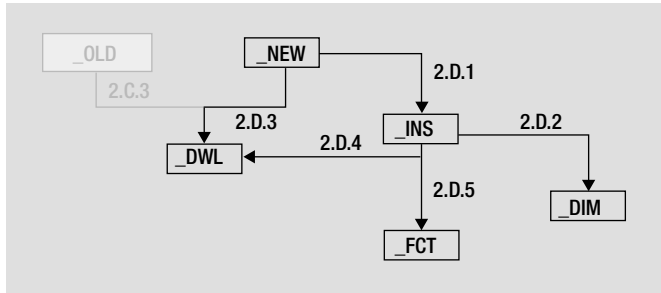 _OLD
_NEW
2.D.1
2.C.3
2.D.3
_INS
2.D.2
2.D.4
_DWL
2.D.5
_DIM
_FCT